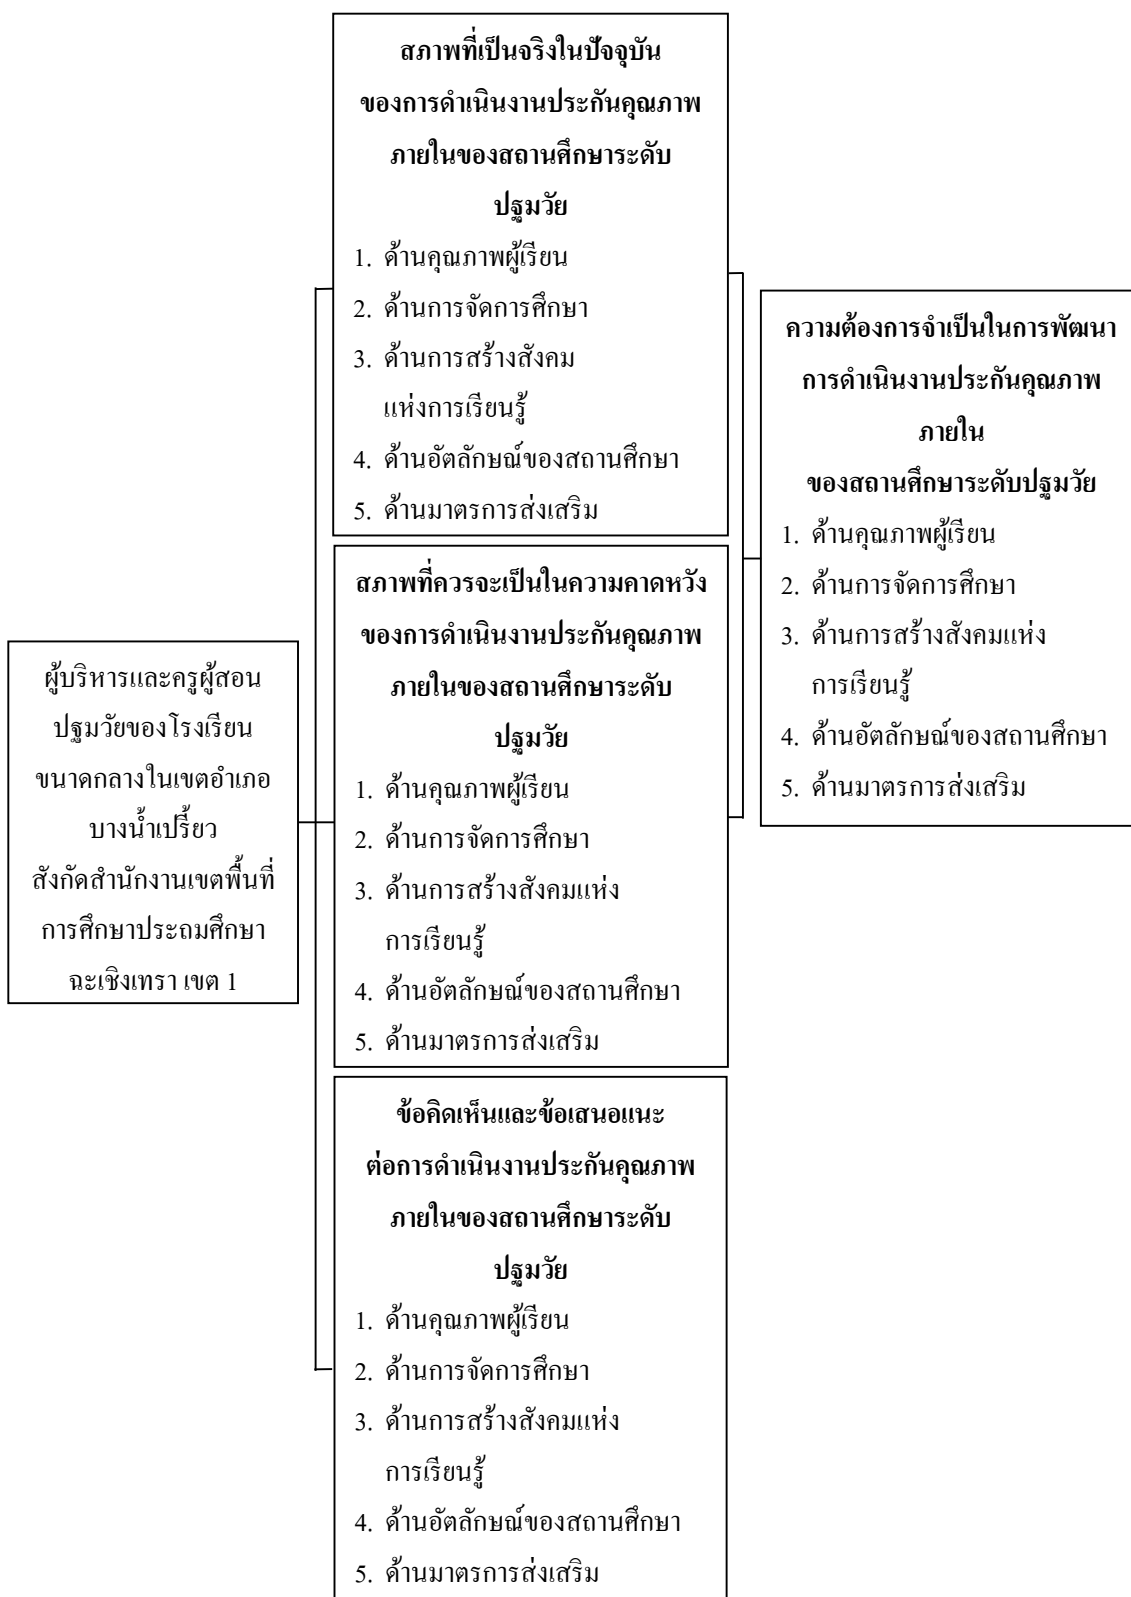 ผู้บริหารและครูผู้สอน
ปฐมวัยของโรงเรียน
ขนาดกลางในเขตอำเภอ
บางน้ำเปรี้ยว
สังกัดสำนักงานเขตพื้นที่
การศึกษาประถมศึกษา
ฉะเชิงเทรา เขต 1
สภาพที่เป็นจริงในปัจจุบัน
ของการดำเนินงานประกันคุณภาพ
ภายในของสถานศึกษาระดับ
ปฐมวัย
1. ด้านคุณภาพผู้เรียน
2. ด้านการจัดการศึกษา
3. ด้านการสร้างสังคม
แห่งการเรียนรู้
4. ด้านอัตลักษณ์ของสถานศึกษา
5. ด้านมาตรการส่งเสริม
สภาพที่ควรจะเป็นในความคาดหวัง
ของการดำเนินงานประกันคุณภาพ
ภายในของสถานศึกษาระดับ
ปฐมวัย
1. ด้านคุณภาพผู้เรียน
2. ด้านการจัดการศึกษา
3. ด้านการสร้างสังคมแห่ง
การเรียนรู้
4. ด้านอัตลักษณ์ของสถานศึกษา
5. ด้านมาตรการส่งเสริม
ข้อคิดเห็นและข้อเสนอแนะ
ต่อการดำเนินงานประกันคุณภาพ
ภายในของสถานศึกษาระดับ
ปฐมวัย
1. ด้านคุณภาพผู้เรียน
2. ด้านการจัดการศึกษา
3. ด้านการสร้างสังคมแห่ง
การเรียนรู้
4. ด้านอัตลักษณ์ของสถานศึกษา
5. ด้านมาตรการส่งเสริม
ความต้องการจำเป็นในการพัฒนา
การดำเนินงานประกันคุณภาพ
ภายใน
ของสถานศึกษาระดับปฐมวัย
1. ด้านคุณภาพผู้เรียน
2. ด้านการจัดการศึกษา
3. ด้านการสร้างสังคมแห่ง
การเรียนรู้
4. ด้านอัตลักษณ์ของสถานศึกษา
5. ด้านมาตรการส่งเสริม